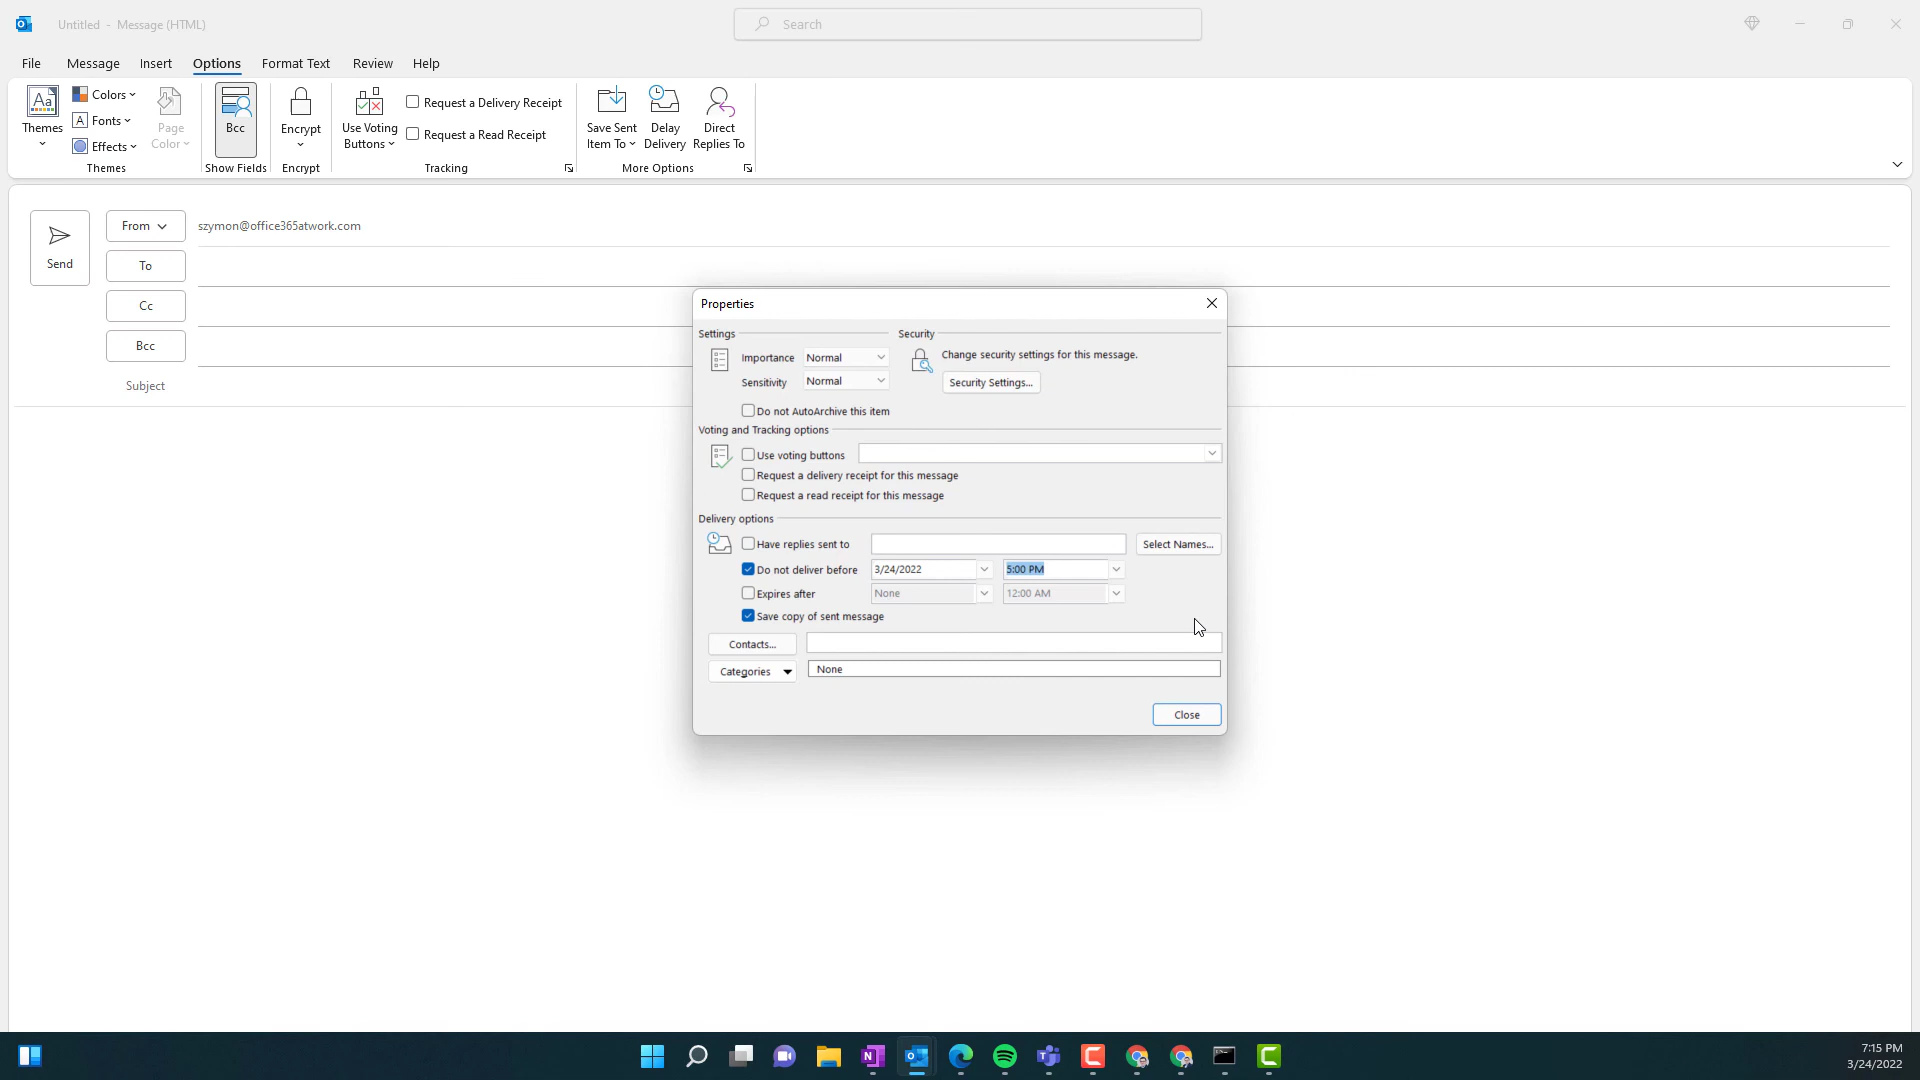 Untitled - Message (HTML)
Search
File Message Insert Options Format Text Review Help
Themes
Colors
Fonts
Effects
Page Color
Themes
Bcc
Show Fields
Encrypt
Encrypt
Use Voting Buttons
Request a Delivery Receipt
Request a Read Receipt
Tracking
Save Sent Item To
Delay Delivery
Direct Replies To
More Options
Send
From szymon@office365atwork.com
To
Cc
Bcc
Subject
Properties
Settings
Importance Normal
Sensitivity Normal
Do not AutoArchive this item
Security
Change security settings for this message.
Security Settings...
Voting and Tracking options
Use voting buttons
Request a delivery receipt for this message
Request a read receipt for this message
Delivery options
Have replies sent to Select Names...
Do not deliver before 3/24/2022 5:00 PM
Expires after None 12:00 AM
Save copy of sent message
Contacts...
Categories None
Close
7:15 PM
3/24/2022